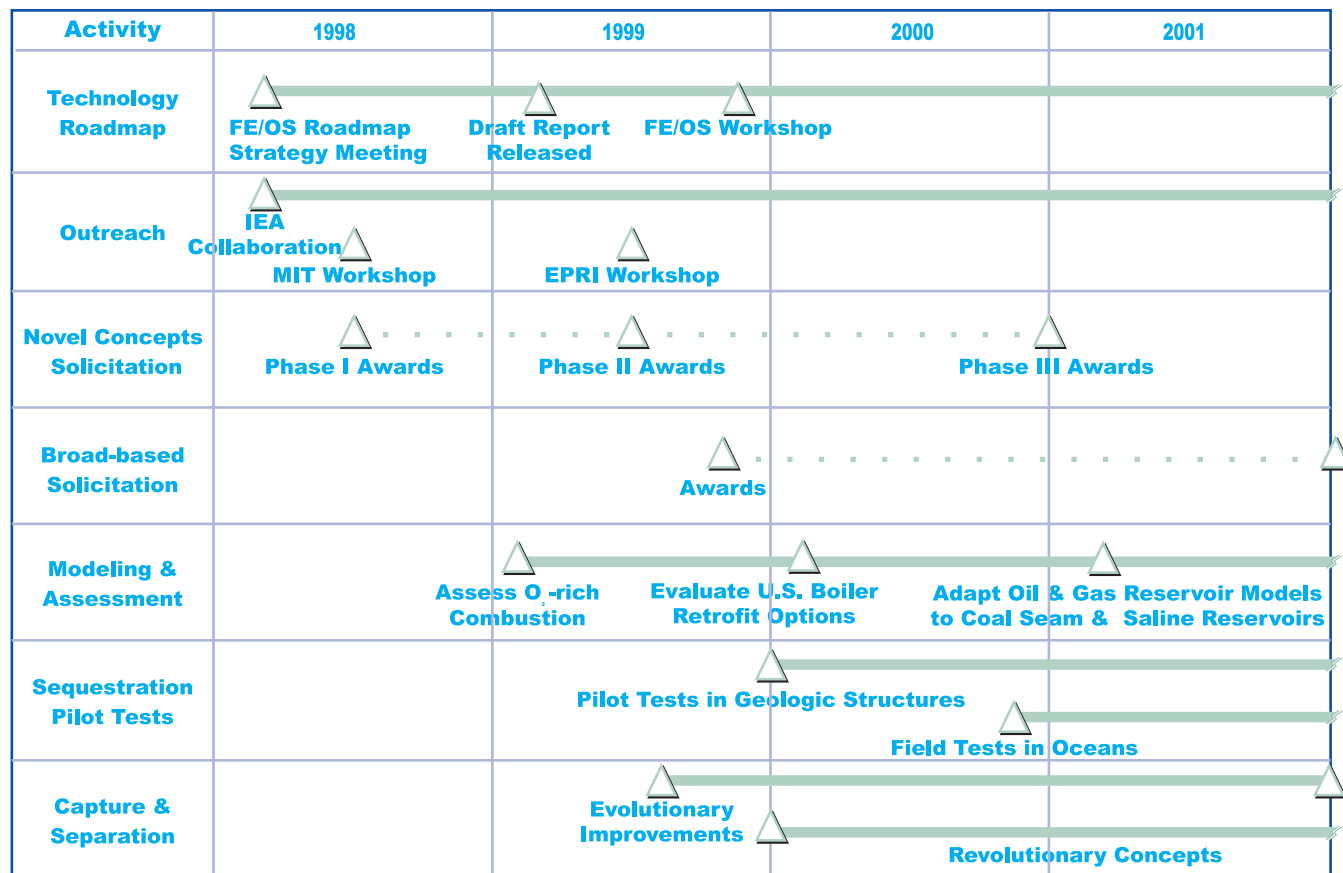 Activity
1998
1999
2000
2001
Technology
Roadmap
FE/OS Roadmap
Strategy Meeting
Draft Report
Released
FE/OS Workshop
Outreach
IEA
Collaboration
MIT Workshop
EPRI Workshop
Novel Concepts
Solicitation
Phase I Awards
Phase II Awards
Phase III Awards
Broad-based
Solicitation
Awards
Modeling &
Assessment
Assess O₂-rich
Combustion
Evaluate U.S. Boiler
Retrofit Options
Adapt Oil & Gas Reservoir Models
to Coal Seam & Saline Reservoirs
Sequestration
Pilot Tests
Pilot Tests in Geologic Structures
Field Tests in Oceans
Capture &
Separation
Evolutionary
Improvements
Revolutionary Concepts